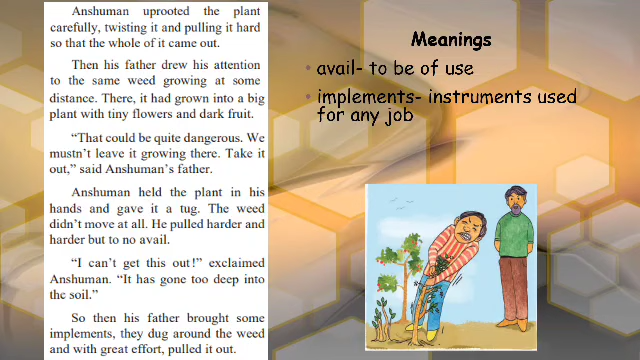 Anshuman uprooted the plant
carefully, twisting it and pulling it hard
so that the whole of it came out.
Then his father drew his attention
to the same weed growing at some
distance. There, it had grown into a big
plant with tiny flowers and dark fruit.
“That could be quite dangerous. We
mustn’t leave it growing there. Take it
out,” said Anshuman’s father.
Anshuman held the plant in his
hands and gave it a tug. The weed
didn’t move at all. He pulled harder and
harder but to no avail.
“I can’t get this out!” exclaimed
Anshuman. “It has gone too deep into
the soil.”
So then his father brought some
implements, they dug around the weed
and with great effort, pulled it out.
Meanings
• avail- to be of use
• implements- instruments used
for any job